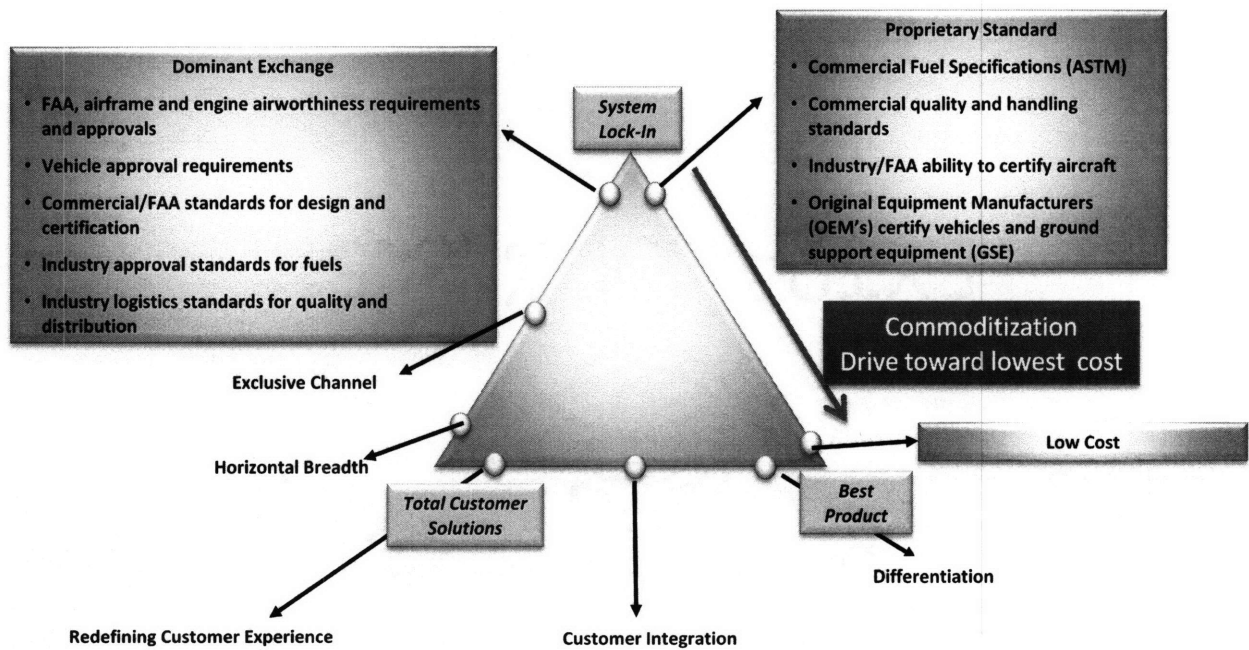 Dominant Exchange
• FAA, airframe and engine airworthiness requirements
and approvals
• Vehicle approval requirements
• Commercial/FAA standards for design and
certification
• Industry approval standards for fuels
• Industry logistics standards for quality and
distribution
System
Lock-In
Proprietary Standard
• Commercial Fuel Specifications (ASTM)
• Commercial quality and handling
standards
• Industry/FAA ability to certify aircraft
• Original Equipment Manufacturers
(OEM's) certify vehicles and ground
support equipment (GSE)
Commoditization
Drive toward lowest cost
Exclusive Channel
Low Cost
Horizontal Breadth
Total Customer
Solutions
Best
Product
Differentiation
Redefining Customer Experience
Customer Integration